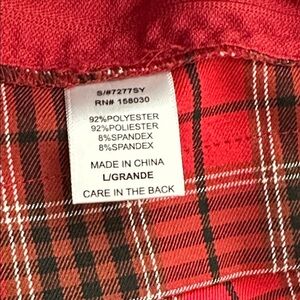 S/#7277SY
RN# 158030
92%POLYESTER
92%POLIESTER
8%SPANDEX
8%SPANDEX
MADE IN CHINA
L/GRANDE
CARE IN THE BACK